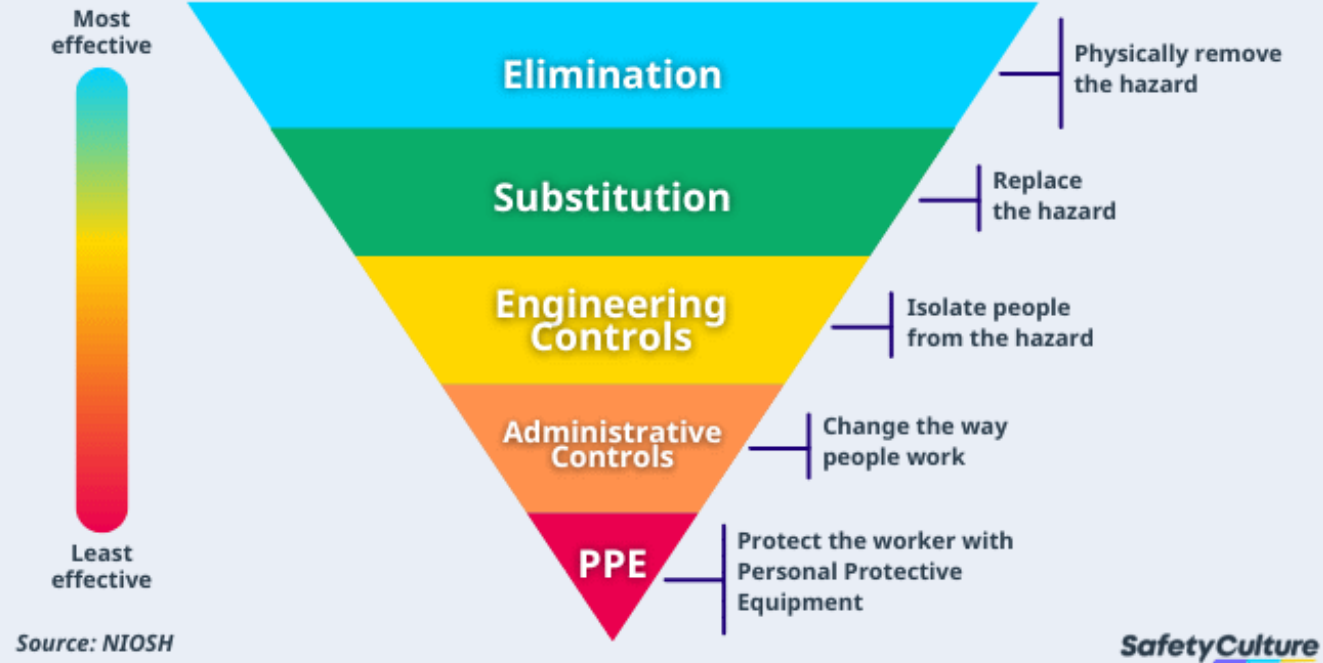 Most
effective
Elimination
Physically remove
the hazard
Substitution
Replace
the hazard
Engineering
Controls
Isolate people
from the hazard
Administrative
Controls
Change the way
people work
PPE
Protect the worker with
Personal Protective
Equipment
Least
effective
Source: NIOSH
SafetyCulture